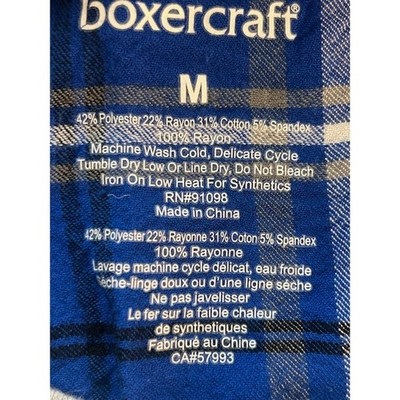 boxercraft®
M
42% Polyester 22% Rayon 31% Cotton 5% Spandex
100% Rayon
Machine Wash Cold, Delicate Cycle
Tumble Dry Low Or Line Dry, Do Not Bleach
Iron On Low Heat For Synthetics
RN#91098
Made in China
42% Polyester 22% Rayonne 31% Coton 5% Spandex
100% Rayonne
Lavage machine cycle délicat, eau froide
Sèche-linge doux ou d'une ligne sèche
Ne pas javelisser
Le fer sur la faible chaleur
de synthetiques
Fabriqué au Chine
CA#57993